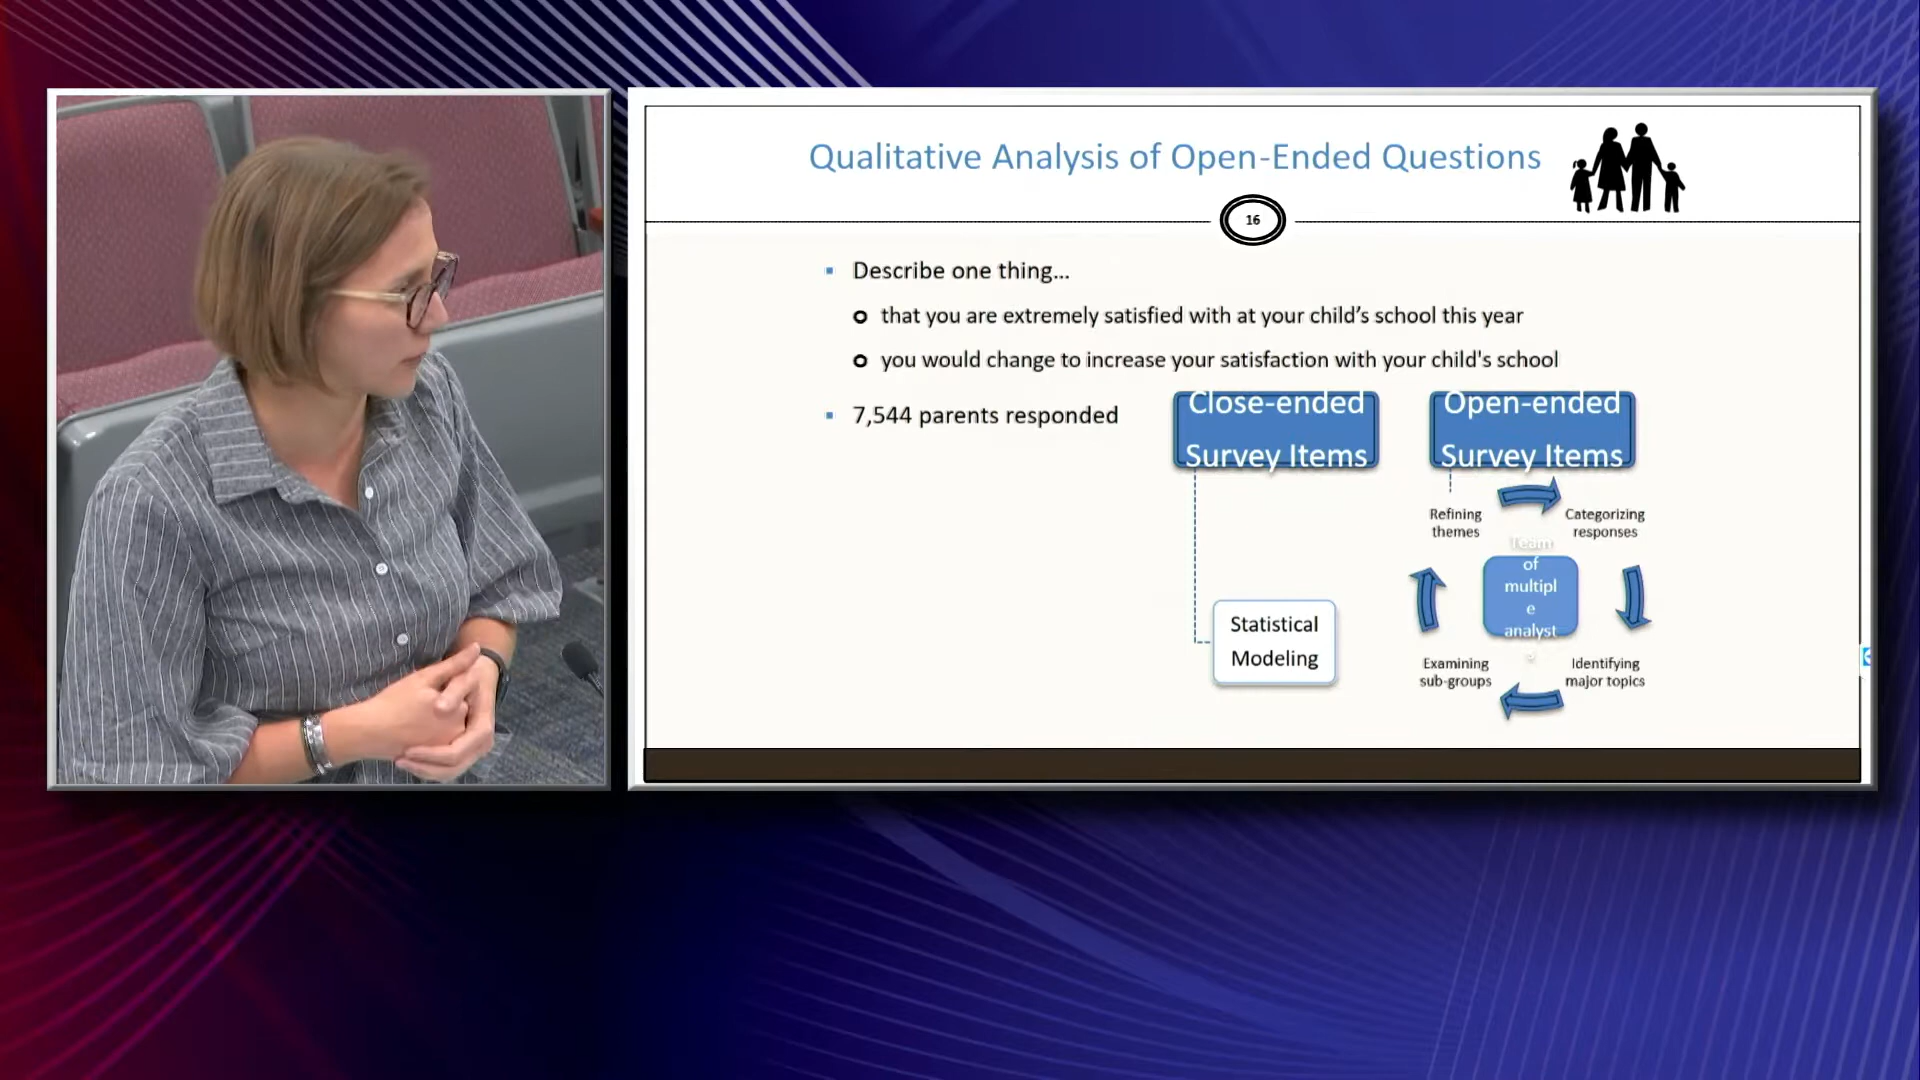 Qualitative Analysis of Open-Ended Questions
16
Describe one thing...
that you are extremely satisfied with at your child's school this year
you would change to increase your satisfaction with your child's school
7,544 parents responded
Close-ended
Survey Items
Statistical
Modeling
Open-ended
Survey Items
Refining
themes
Categorizing
responses
Team
of
multipl
e
analyst
s
Examining
sub-groups
Identifying
major topics